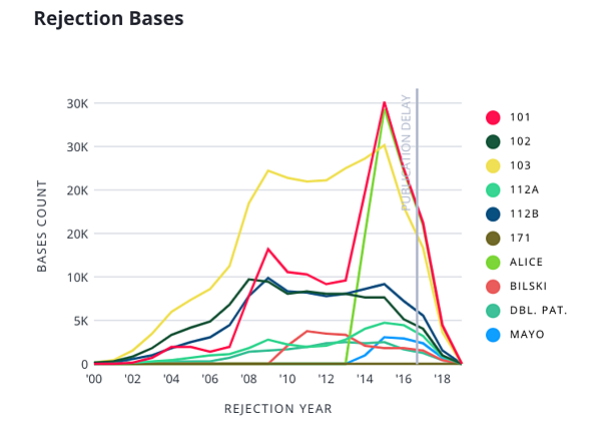 Rejection Bases
30K
30K
20K
20K
10K
5K
0
BASES COUNT
PUBLICATION DELAY
'00 '02 '04 '06 '08 '10 '12 '14 '16 '18
REJECTION YEAR
101
102
103
112A
112B
171
ALICE
BILSKI
DBL. PAT.
MAYO